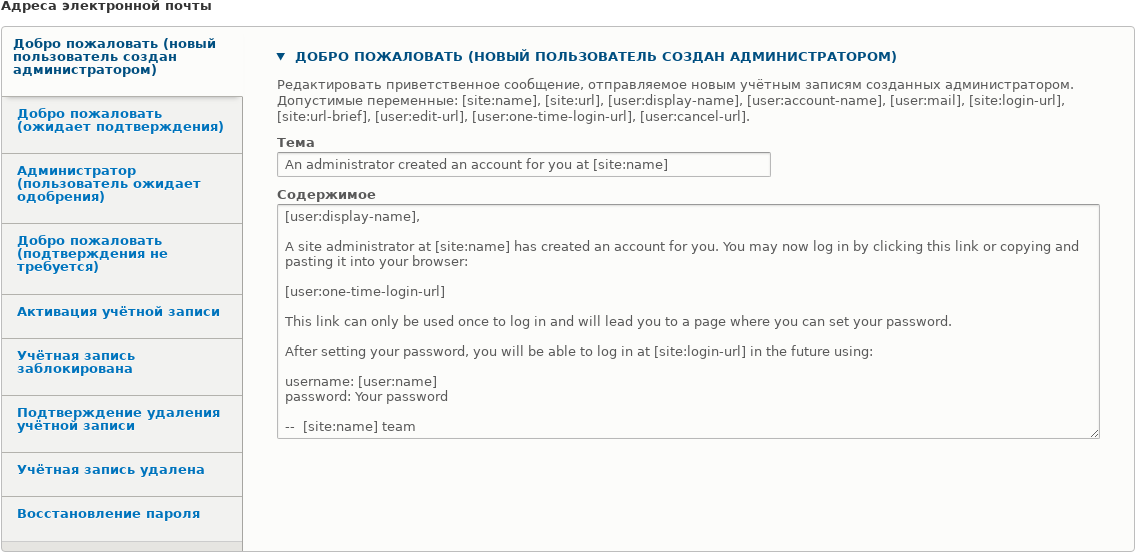 Адреса электронной почты
Добро пожаловать (новый
пользователь создан
администратором)
Добро пожаловать
(ожидает подтверждения)
Администратор
(пользователь ожидает
одобрения)
Добро пожаловать
(подтверждения не
требуется)
Активация учётной записи
Учётная запись
заблокирована
Подтверждение удаления
учётной записи
Учётная запись удалена
Восстановление пароля
ДОБРО ПОЖАЛОВАТЬ (НОВЫЙ ПОЛЬЗОВАТЕЛЬ СОЗДАН АДМИНИСТРАТОРОМ)
Редактировать приветственное сообщение, отправляемое новым учётным записям созданных администратором.
Допустимые переменные: [site:name], [site:url], [user:display-name], [user:account-name], [user:mail], [site:login-url],
[site:url-brief], [user:edit-url], [user:one-time-login-url], [user:cancel-url].
Тема
An administrator created an account for you at [site:name]
Содержимое
[user:display-name],
A site administrator at [site:name] has created an account for you. You may now log in by clicking this link or copying and
pasting it into your browser:
[user:one-time-login-url]
This link can only be used once to log in and will lead you to a page where you can set your password.
After setting your password, you will be able to log in at [site:login-url] in the future using:
username: [user:name]
password: Your password
--  [site:name] team